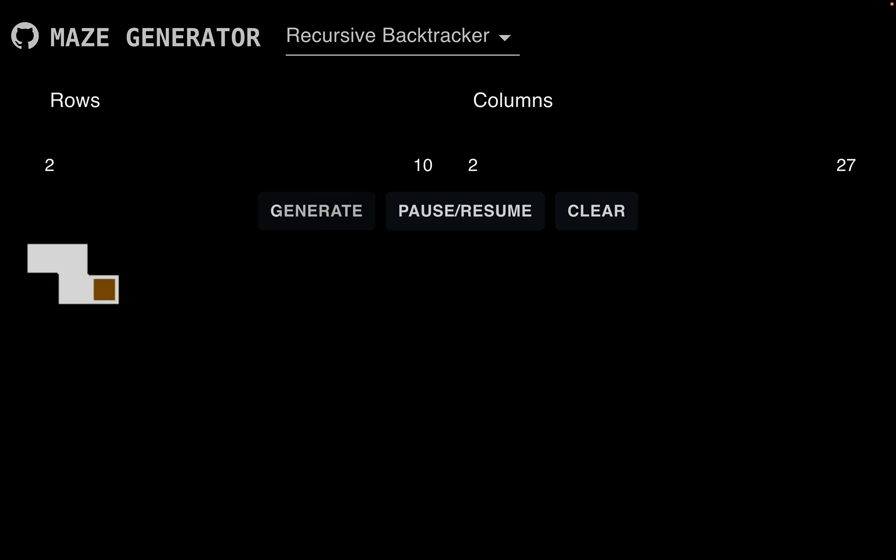 MAZE GENERATOR Recursive Backtracker
Rows Columns
2 10 2 27
GENERATE PAUSE/RESUME CLEAR